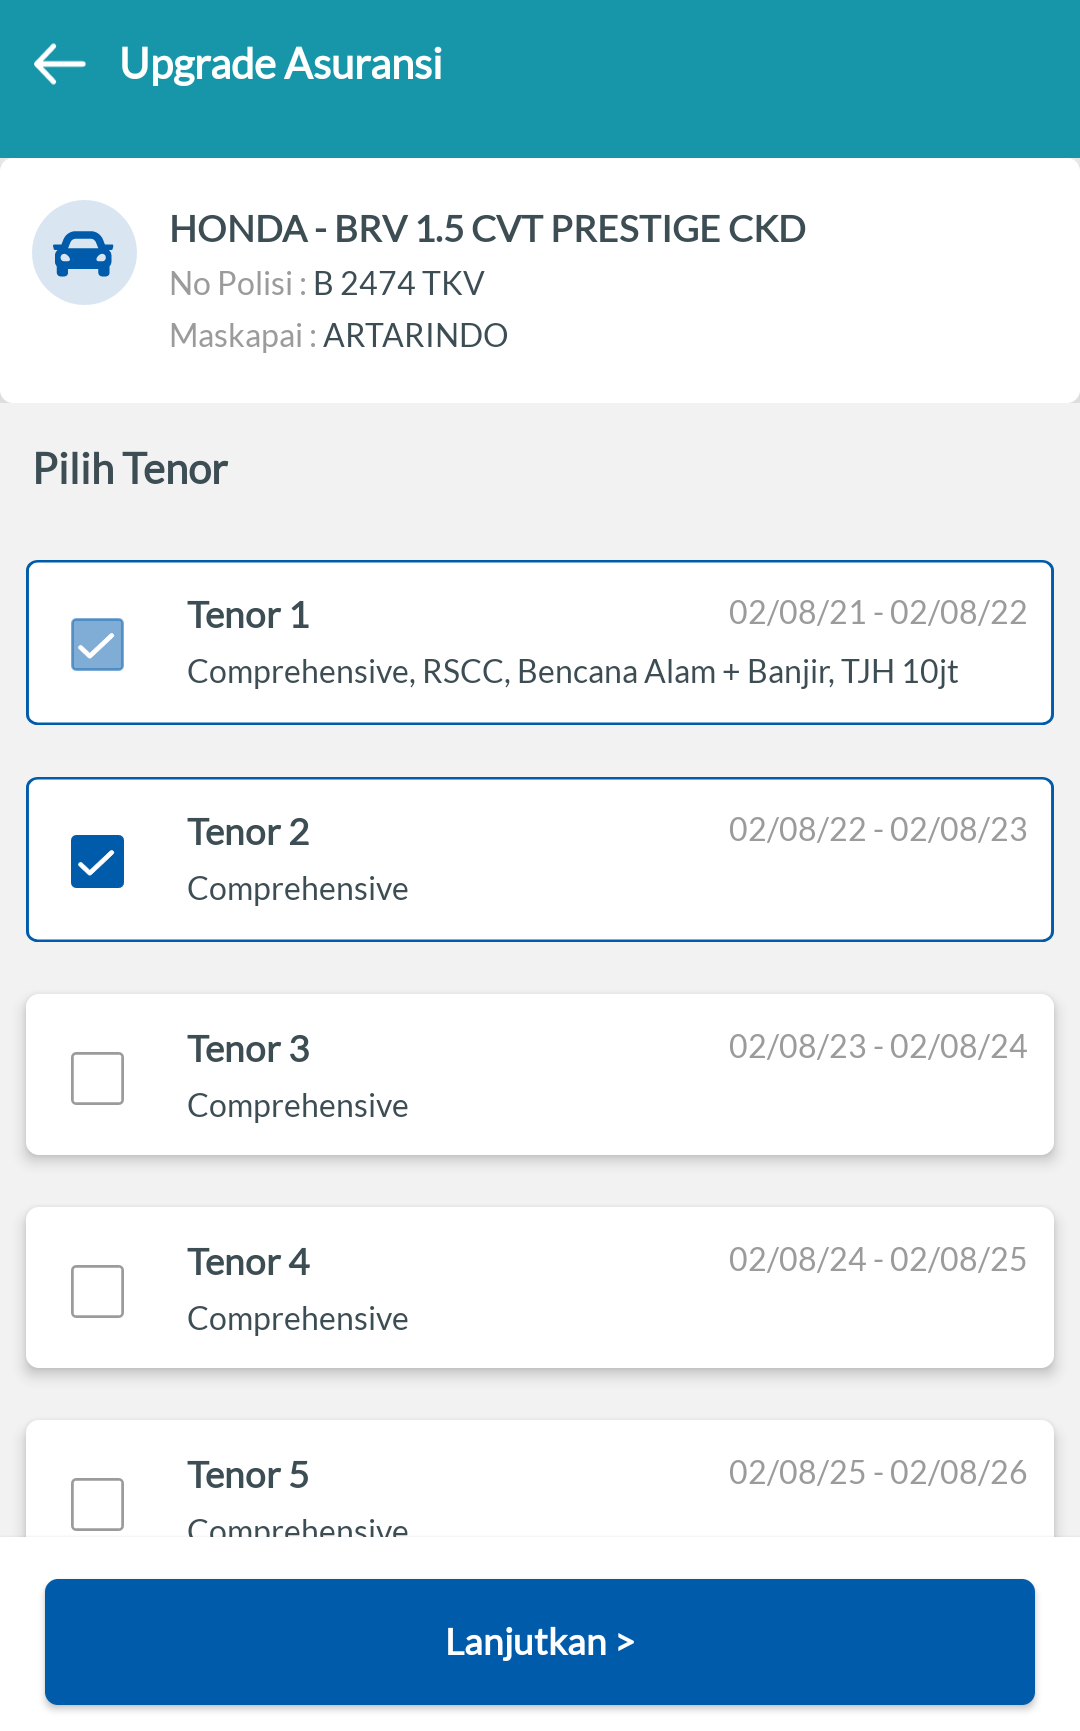 Upgrade Asuransi
HONDA - BRV 1.5 CVT PRESTIGE CKD
No Polisi : B 2474 TKV
Maskapai : ARTARINDO
Pilih Tenor
Tenor 1 02/08/21 - 02/08/22
Comprehensive, RSCC, Bencana Alam + Banjir, TJH 10jt
Tenor 2 02/08/22 - 02/08/23
Comprehensive
Tenor 3 02/08/23 - 02/08/24
Comprehensive
Tenor 4 02/08/24 - 02/08/25
Comprehensive
Tenor 5 02/08/25 - 02/08/26
Comprehensive
Lanjutkan >